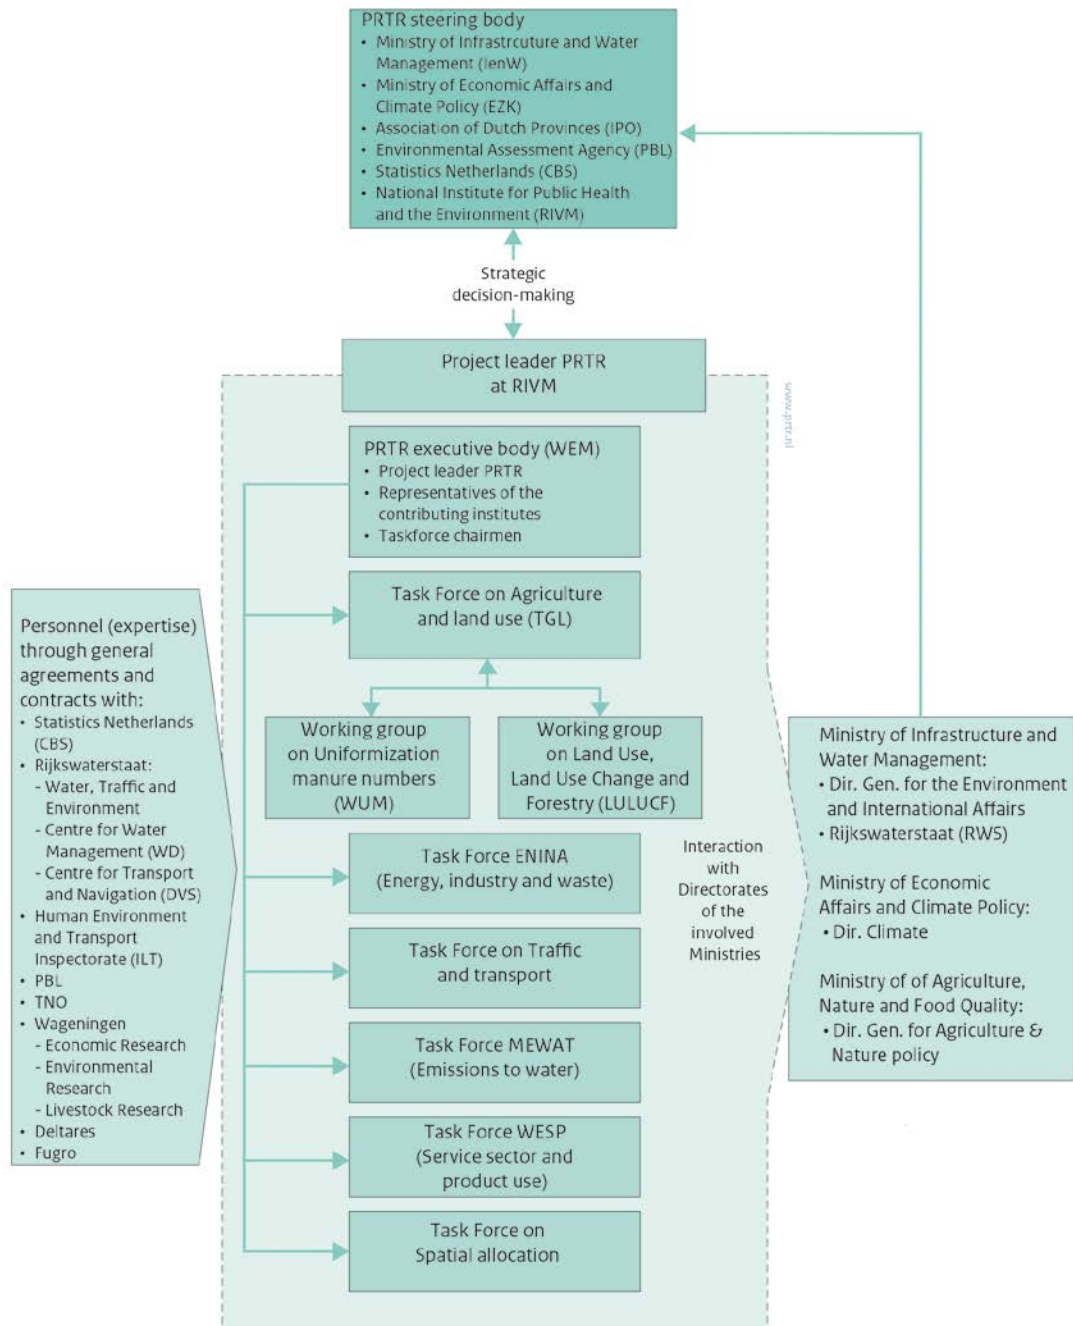 PRTR steering body
• Ministry of Infrastrcuture and Water
Management (IenW)
• Ministry of Economic Affairs and
Climate Policy (EZK)
• Association of Dutch Provinces (IPO)
• Environmental Assessment Agency (PBL)
• Statistics Netherlands (CBS)
• National Institute for Public Health
and the Environment (RIVM)
Strategic
decision-making
Project leader PRTR
at RIVM
www.prtr.nl
PRTR executive body (WEM)
• Project leader PRTR
• Representatives of the
contributing institutes
• Taskforce chairmen
Task Force on Agriculture
and land use (TGL)
Working group
on Uniformization
manure numbers
(WUM)
Working group
on Land Use,
Land Use Change and
Forestry (LULUCF)
Task Force ENINA
(Energy, industry and waste)
Task Force on Traffic
and transport
Task Force MEWAT
(Emissions to water)
Task Force WESP
(Service sector and
product use)
Task Force on
Spatial allocation
Personnel (expertise)
through general
agreements and
contracts with:
• Statistics Netherlands
(CBS)
• Rijkswaterstaat:
- Water, Traffic and
Environment
- Centre for Water
Management (WD)
- Centre for Transport
and Navigation (DVS)
• Human Environment
and Transport
Inspectorate (ILT)
• PBL
• TNO
• Wageningen
- Economic Research
- Environmental
Research
- Livestock Research
• Deltares
• Fugro
Interaction
with
Directorates
of the
involved
Ministries
Ministry of Infrastructure and
Water Management:
• Dir. Gen. for the Environment
and International Affairs
• Rijkswaterstaat (RWS)
Ministry of Economic
Affairs and Climate Policy:
• Dir. Climate
Ministry of of Agriculture,
Nature and Food Quality:
• Dir. Gen. for Agriculture &
Nature policy